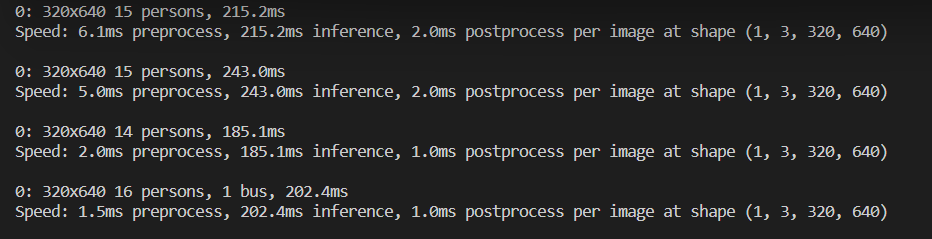 0: 320x640 15 persons, 215.2ms
Speed: 6.1ms preprocess, 215.2ms inference, 2.0ms postprocess per image at shape (1, 3, 320, 640)
0: 320x640 15 persons, 243.0ms
Speed: 5.0ms preprocess, 243.0ms inference, 2.0ms postprocess per image at shape (1, 3, 320, 640)
0: 320x640 14 persons, 185.1ms
Speed: 2.0ms preprocess, 185.1ms inference, 1.0ms postprocess per image at shape (1, 3, 320, 640)
0: 320x640 16 persons, 1 bus, 202.4ms
Speed: 1.5ms preprocess, 202.4ms inference, 1.0ms postprocess per image at shape (1, 3, 320, 640)